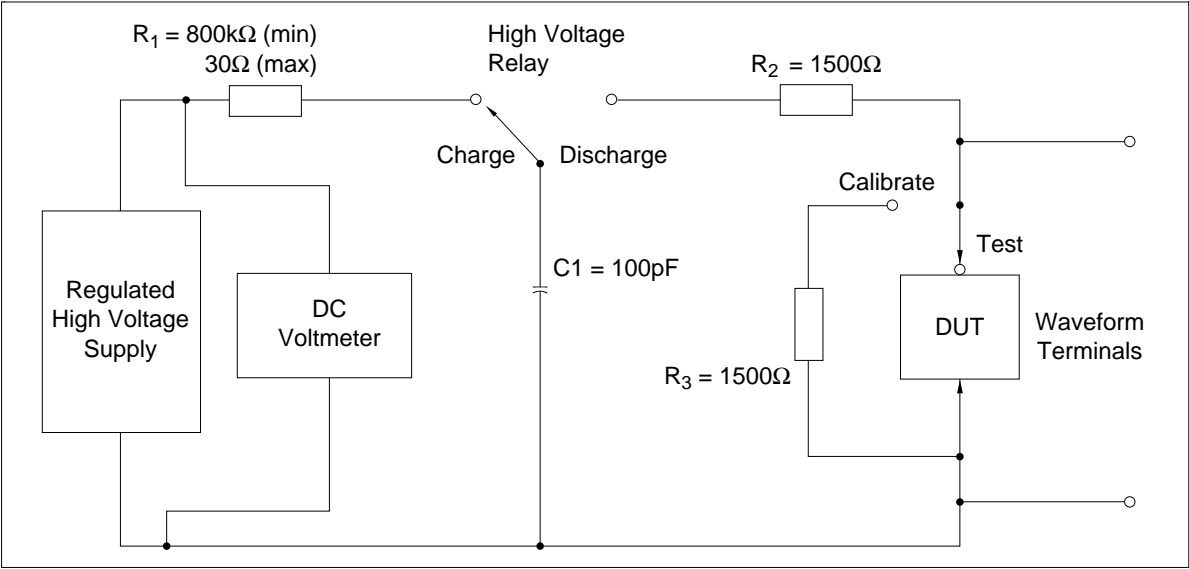 R1 = 800kΩ (min)
30Ω (max)
High Voltage
Relay
R2 = 1500Ω
Charge
Discharge
Calibrate
Test
C1 = 100pF
Regulated
High Voltage
Supply
DC
Voltmeter
DUT
Waveform
Terminals
R3 = 1500Ω